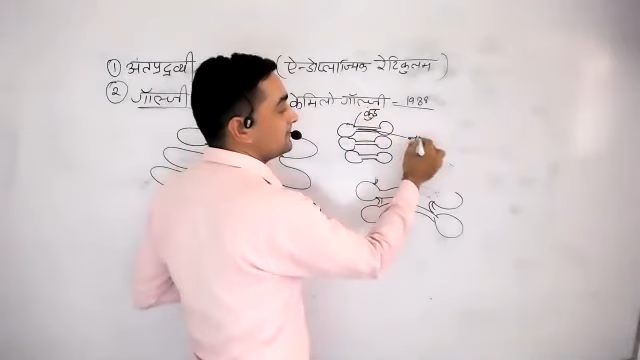 ① अंतप्रद्रव्यी ( ऐन्डोप्लाज्मिक रेटिकुलम )
② गॉल्जी केमिलो गॉल्जी = 1898
कुंड